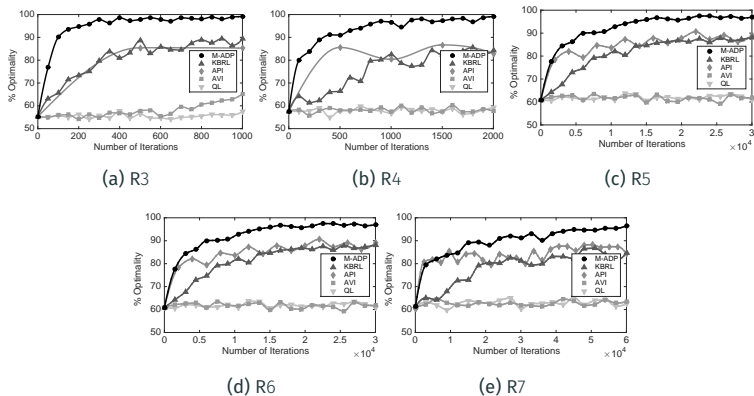 100
90
80
70
60
50
% Optimality
0 200 400 600 800 1000
Number of Iterations
M-ADP
KBRL
API
AVI
QL
(a) R3
100
90
80
70
60
50
% Optimality
0 500 1000 1500 2000
Number of Iterations
M-ADP
KBRL
API
AVI
QL
(b) R4
100
90
80
70
60
50
% Optimality
0 0.5 1 1.5 2 2.5 3
Number of Iterations
×10⁴
M-ADP
KBRL
API
AVI
QL
(c) R5
100
90
80
70
60
50
% Optimality
0 0.5 1 1.5 2 2.5 3
Number of Iterations
×10⁴
M-ADP
KBRL
API
AVI
QL
(d) R6
100
90
80
70
60
50
% Optimality
0 1 2 3 4 5 6
Number of Iterations
×10⁴
M-ADP
KBRL
API
AVI
QL
(e) R7